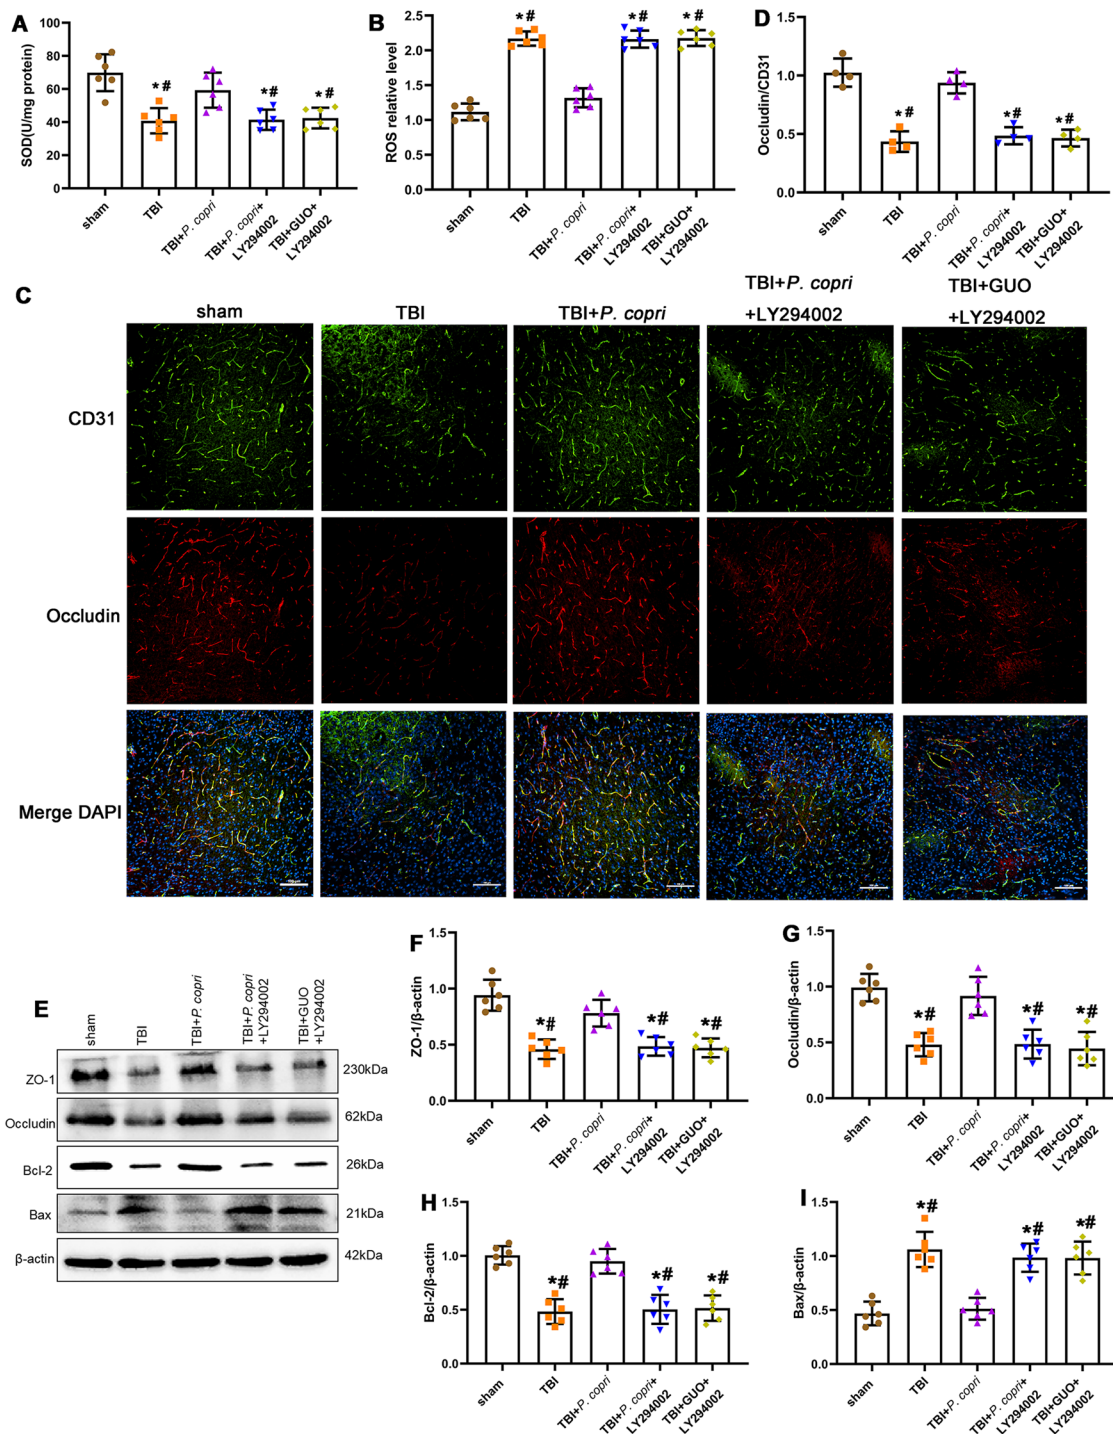 A
SOD(U/mg protein)
100
80
60
40
20
0
*#
*#
*#
sham
TBI
TBI+P. copri
TBI+P. copri+
LY294002
TBI+GUO+
LY294002
B
ROS relative level
2.5
2.0
1.5
1.0
0.5
0.0
*#
*#
*#
sham
TBI
TBI+P. copri
TBI+P. copri+
LY294002
TBI+GUO+
LY294002
D
Occludin/CD31
1.5
1.0
0.5
0.0
*#
*#
*#
sham
TBI
TBI+P. copri
TBI+P. copri+
LY294002
TBI+GUO+
LY294002
C
sham
TBI
TBI+P. copri
TBI+P. copri
+LY294002
TBI+GUO
+LY294002
CD31
Occludin
Merge DAPI
E
sham
TBI
TBI+P. copri
TBI+P. copri
+LY294002
TBI+GUO
+LY294002
ZO-1
230kDa
Occludin
62kDa
Bcl-2
26kDa
Bax
21kDa
β-actin
42kDa
F
ZO-1/β-actin
1.5
1.0
0.5
0.0
*#
*#
*#
sham
TBI
TBI+P. copri
TBI+P. copri+
LY294002
TBI+GUO+
LY294002
G
Occludin/β-actin
1.5
1.0
0.5
0.0
*#
*#
*#
sham
TBI
TBI+P. copri
TBI+P. copri+
LY294002
TBI+GUO+
LY294002
H
Bcl-2/β-actin
1.5
1.0
0.5
0.0
*#
*#
*#
sham
TBI
TBI+P. copri
TBI+P. copri+
LY294002
TBI+GUO+
LY294002
I
Bax/β-actin
1.5
1.0
0.5
0.0
*#
*#
*#
sham
TBI
TBI+P. copri
TBI+P. copri+
LY294002
TBI+GUO+
LY294002